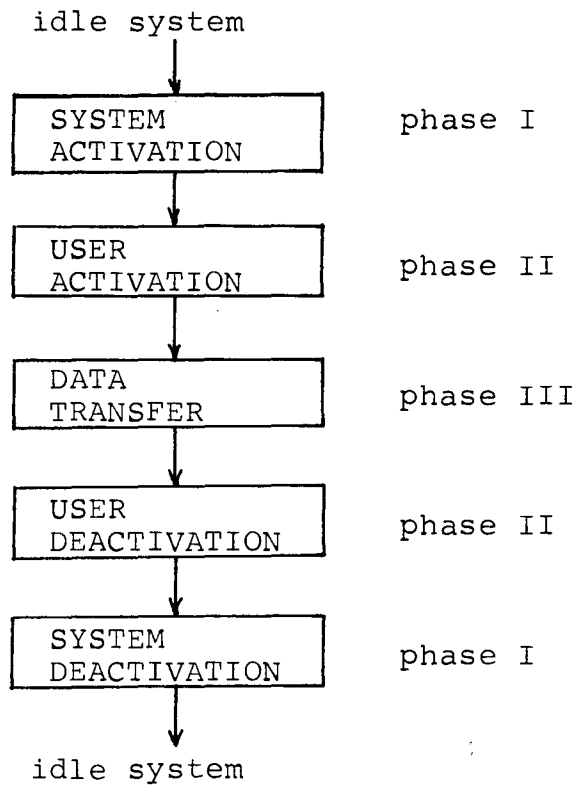 idle system
SYSTEM
ACTIVATION
phase I
USER
ACTIVATION
phase II
DATA
TRANSFER
phase III
USER
DEACTIVATION
phase II
SYSTEM
DEACTIVATION
phase I
idle system